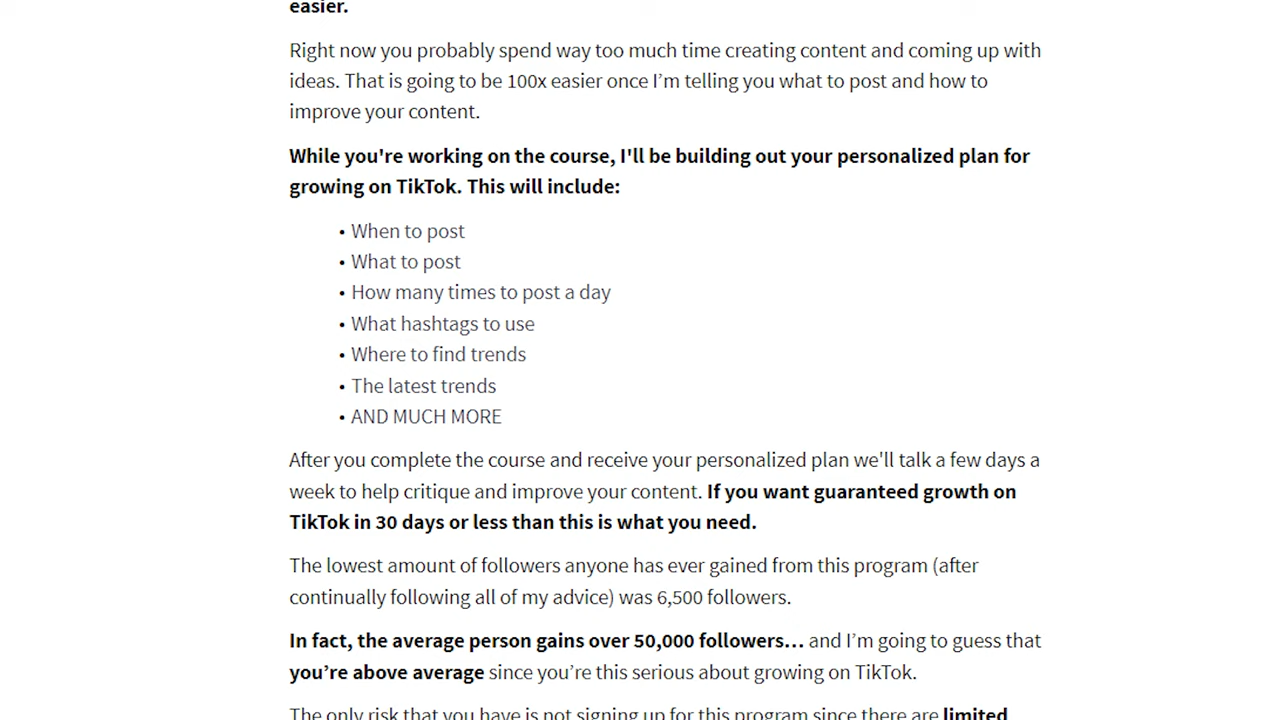 easier.
Right now you probably spend way too much time creating content and coming up with
ideas. That is going to be 100x easier once I’m telling you what to post and how to
improve your content.
While you're working on the course, I'll be building out your personalized plan for
growing on TikTok. This will include:
• When to post
• What to post
• How many times to post a day
• What hashtags to use
• Where to find trends
• The latest trends
• AND MUCH MORE
After you complete the course and receive your personalized plan we'll talk a few days a
week to help critique and improve your content. If you want guaranteed growth on
TikTok in 30 days or less than this is what you need.
The lowest amount of followers anyone has ever gained from this program (after
continually following all of my advice) was 6,500 followers.
In fact, the average person gains over 50,000 followers… and I’m going to guess that
you’re above average since you’re this serious about growing on TikTok.
The only risk that you have is not signing up for this program since there are limited